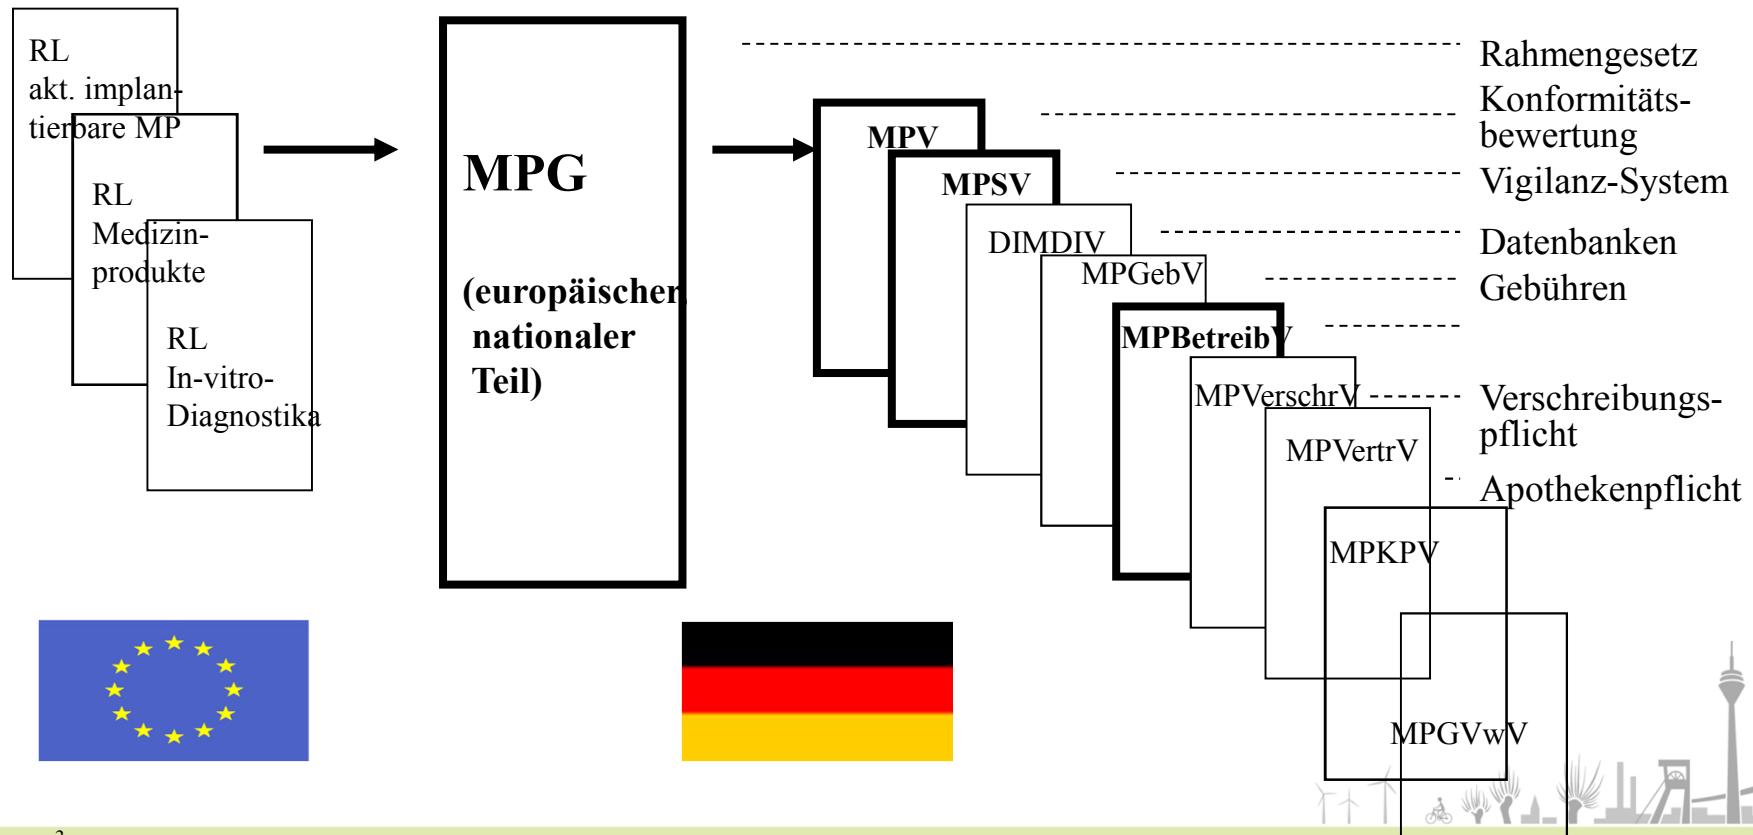 RL
akt. implan-
tierbare MP
RL
Medizin-
produkte
RL
In-vitro-
Diagnostika
MPG
(europäischer,
nationaler
Teil)
MPV
MPSV
DIMDIV
MPGebV
MPBetreibV
MPVerschrV
MPVertrV
MPKPV
MPGVwV
Rahmengesetz
Konformitäts-
bewertung
Vigilanz-System
Datenbanken
Gebühren
Verschreibungs-
pflicht
Apothekenpflicht